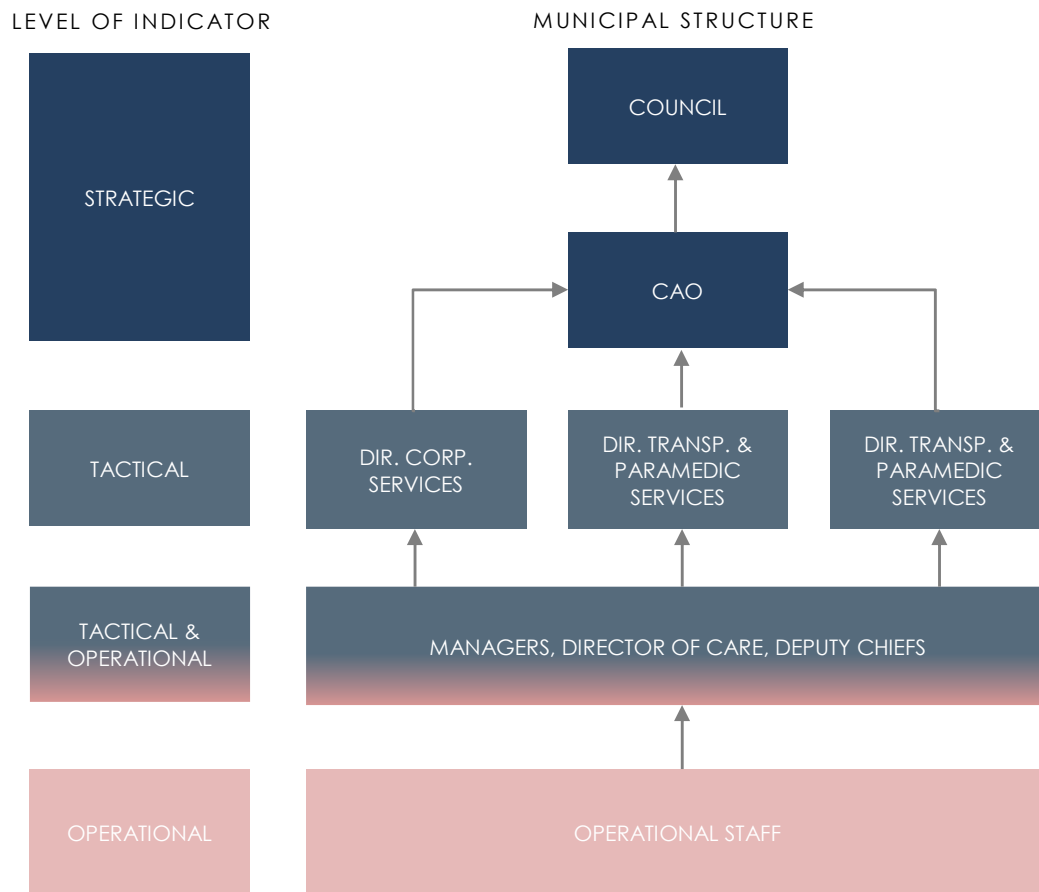 LEVEL OF INDICATOR
MUNICIPAL STRUCTURE
STRATEGIC
COUNCIL
CAO
TACTICAL
DIR. CORP.
SERVICES
DIR. TRANSP. &
PARAMEDIC
SERVICES
DIR. TRANSP. &
PARAMEDIC
SERVICES
TACTICAL &
OPERATIONAL
MANAGERS, DIRECTOR OF CARE, DEPUTY CHIEFS
OPERATIONAL
OPERATIONAL STAFF